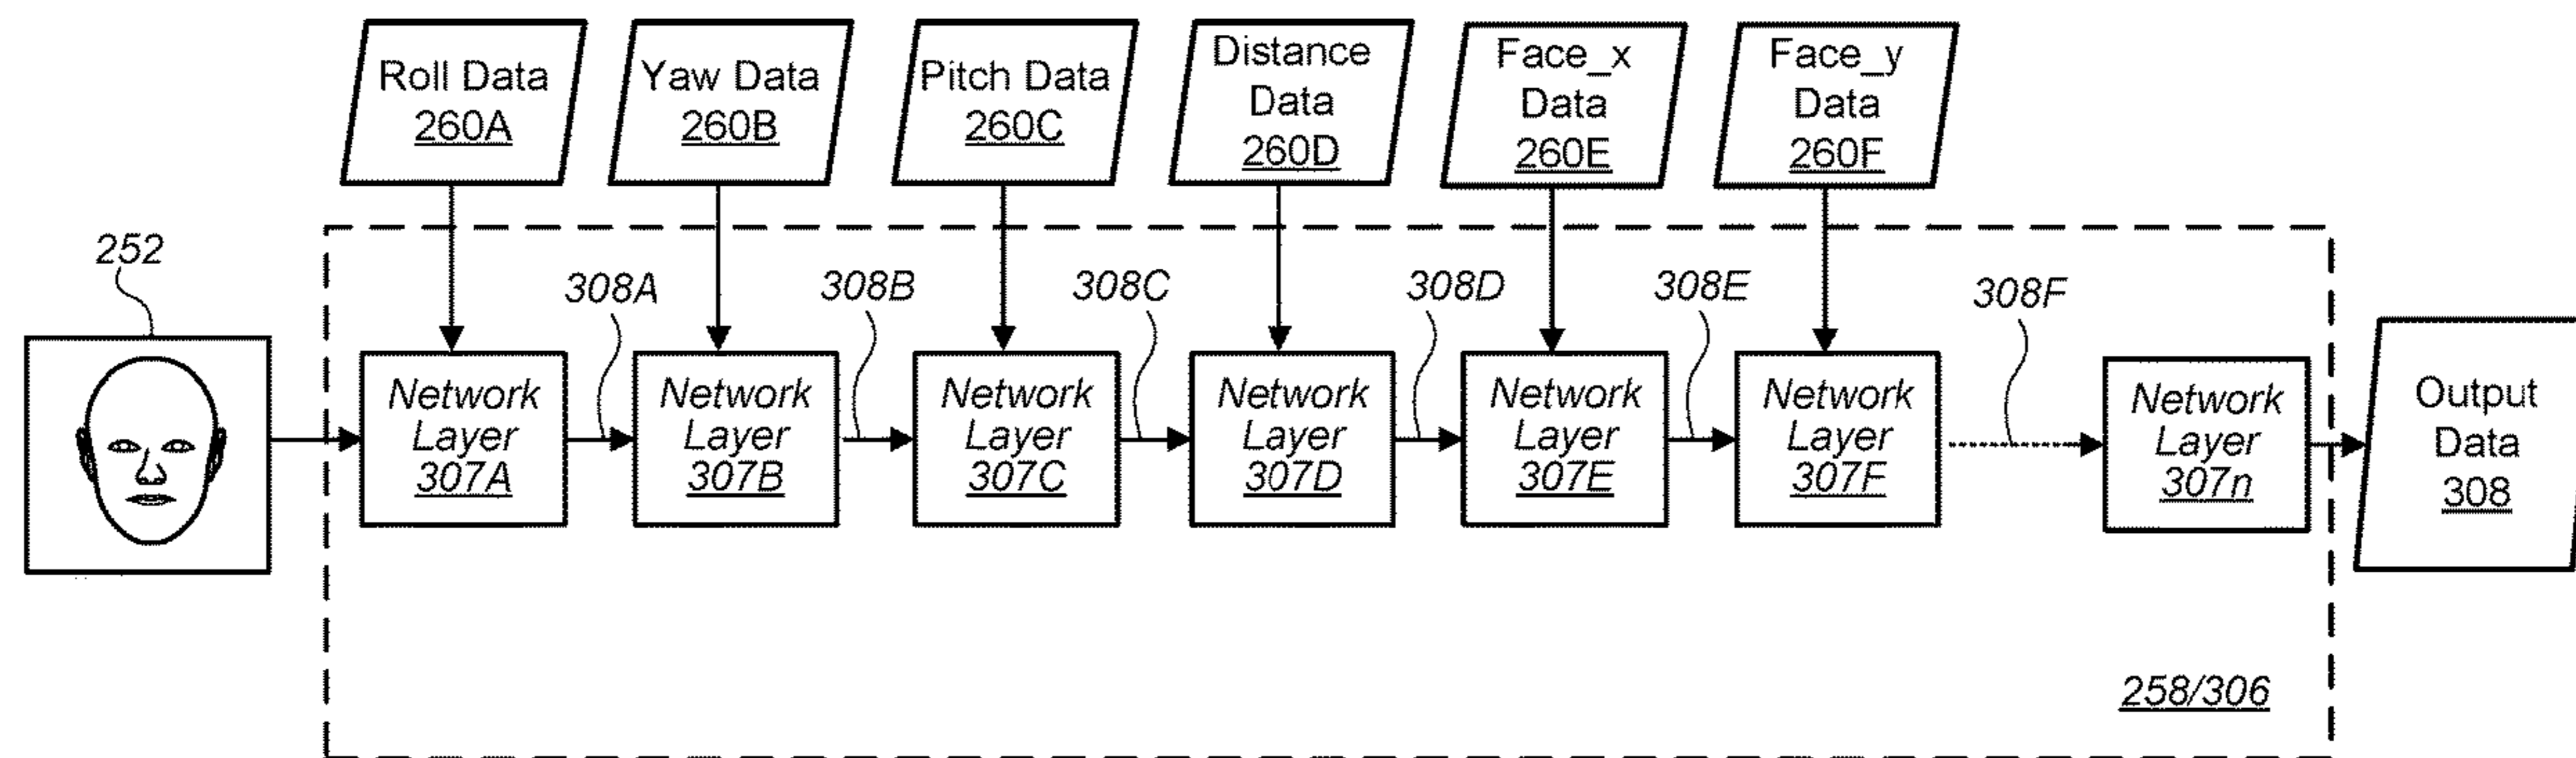 Roll Data
260A
Yaw Data
260B
Pitch Data
260C
Distance
Data
260D
Face_x
Data
260E
Face_y
Data
260F
252
308A
308B
308C
308D
308E
308F
Network
Layer
307A
Network
Layer
307B
Network
Layer
307C
Network
Layer
307D
Network
Layer
307E
Network
Layer
307F
Network
Layer
307n
Output
Data
308
258/306